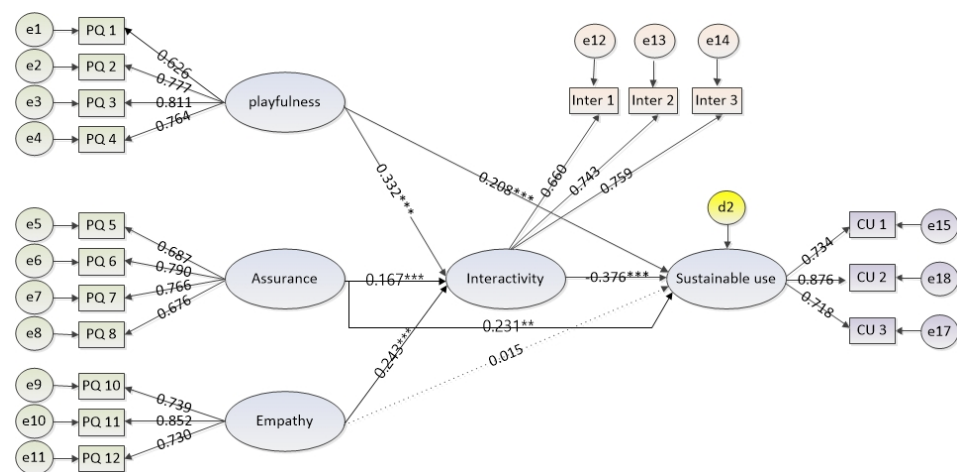 e1
PQ 1
0.626
e2
PQ 2
0.777
e3
PQ 3
0.811
e4
PQ 4
0.764
playfulness
e12
e13
e14
Inter 1
Inter 2
Inter 3
0.660
0.743
0.759
0.332***
0.208***
d2
e5
PQ 5
0.687
e6
PQ 6
0.790
e7
PQ 7
0.766
e8
PQ 8
0.676
Assurance
0.167***
Interactivity
-0.376***
Sustainable use
0.734
CU 1
e15
0.876
CU 2
e18
0.718
CU 3
e17
0.231**
0.243***
0.015
e9
PQ 10
0.739
e10
PQ 11
0.852
e11
PQ 12
0.730
Empathy